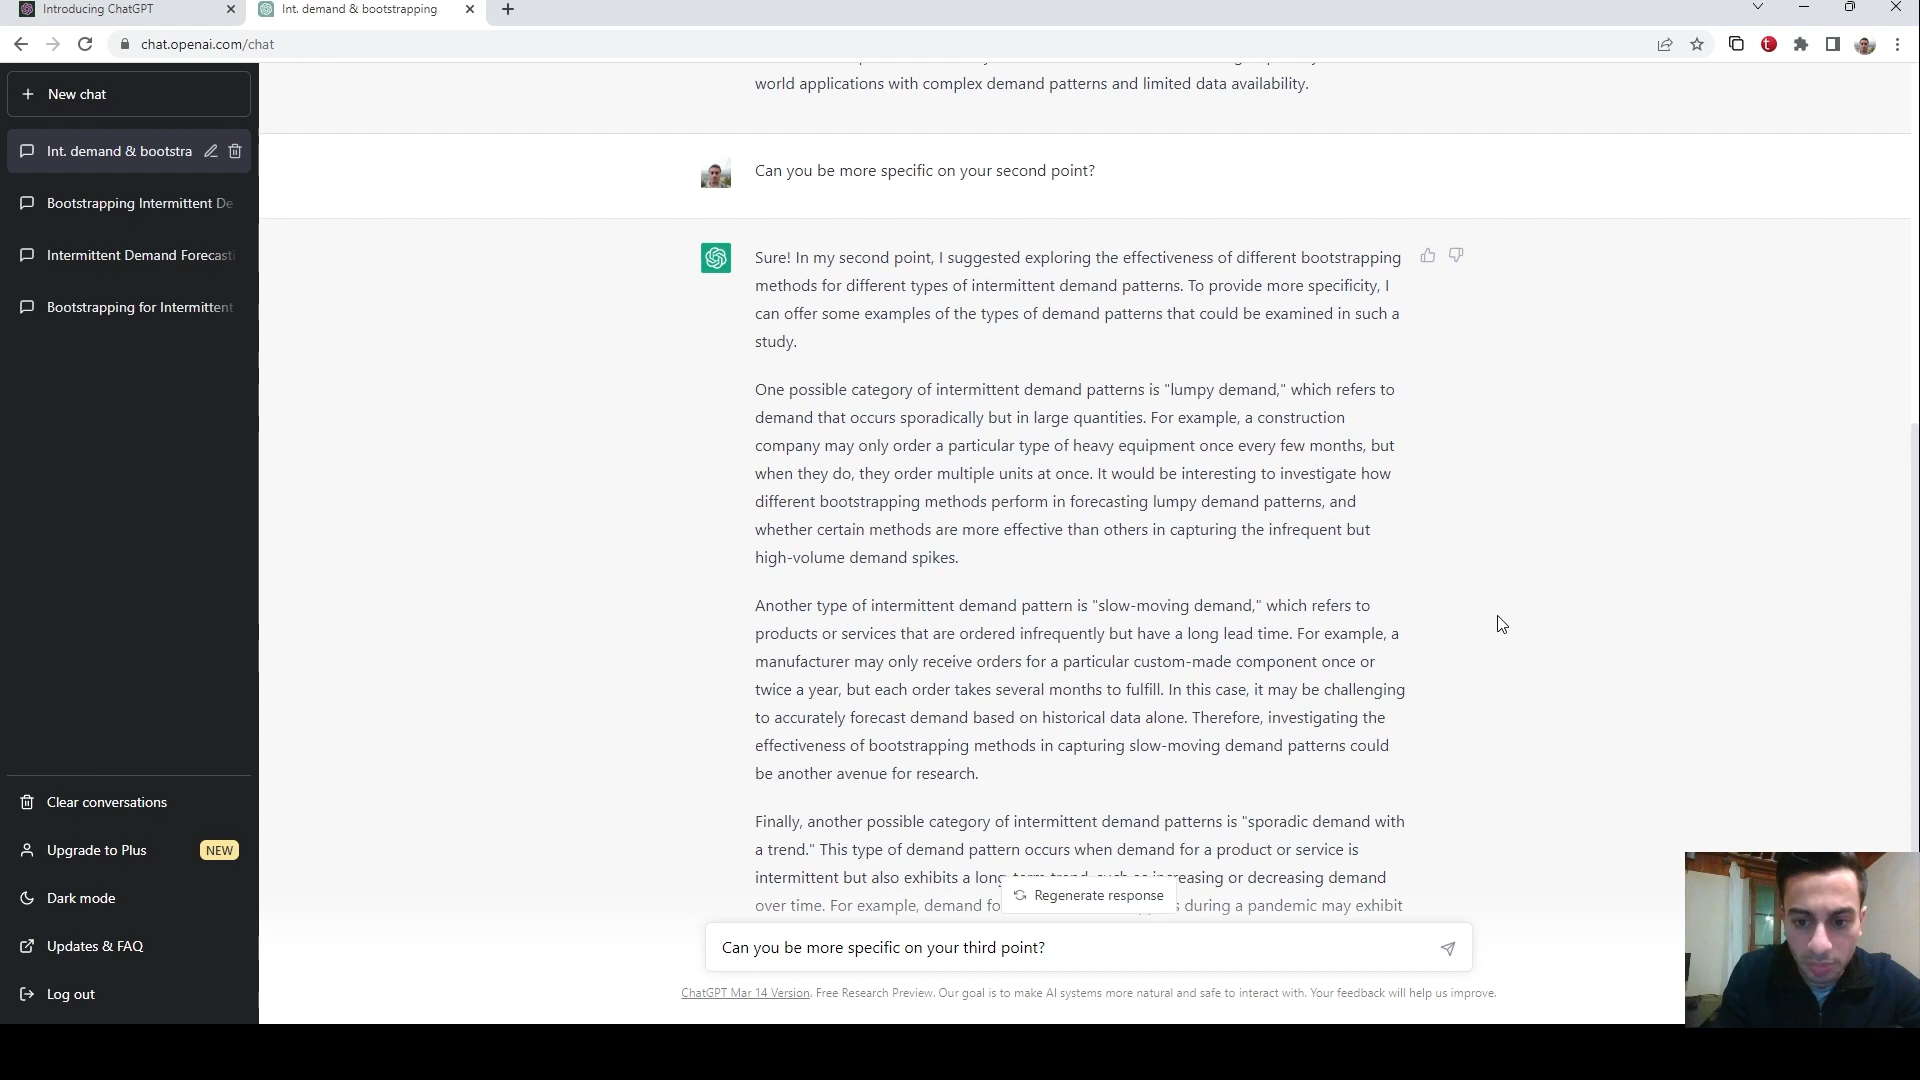 Introducing ChatGPT
Int. demand & bootstrapping
chat.openai.com/chat
New chat
Int. demand & bootstra
Bootstrapping Intermittent De
Intermittent Demand Forecasti
Bootstrapping for Intermittent
Clear conversations
Upgrade to Plus NEW
Dark mode
Updates & FAQ
Log out
world applications with complex demand patterns and limited data availability.
Can you be more specific on your second point?
Sure! In my second point, I suggested exploring the effectiveness of different bootstrapping
methods for different types of intermittent demand patterns. To provide more specificity, I
can offer some examples of the types of demand patterns that could be examined in such a
study.
One possible category of intermittent demand patterns is "lumpy demand," which refers to
demand that occurs sporadically but in large quantities. For example, a construction
company may only order a particular type of heavy equipment once every few months, but
when they do, they order multiple units at once. It would be interesting to investigate how
different bootstrapping methods perform in forecasting lumpy demand patterns, and
whether certain methods are more effective than others in capturing the infrequent but
high-volume demand spikes.
Another type of intermittent demand pattern is "slow-moving demand," which refers to
products or services that are ordered infrequently but have a long lead time. For example, a
manufacturer may only receive orders for a particular custom-made component once or
twice a year, but each order takes several months to fulfill. In this case, it may be challenging
to accurately forecast demand based on historical data alone. Therefore, investigating the
effectiveness of bootstrapping methods in capturing slow-moving demand patterns could
be another avenue for research.
Finally, another possible category of intermittent demand patterns is "sporadic demand with
a trend." This type of demand pattern occurs when demand for a product or service is
intermittent but also exhibits a long-term trend, such as increasing or decreasing demand
over time. For example, demand fo during a pandemic may exhibit
Regenerate response
Can you be more specific on your third point?
ChatGPT Mar 14 Version. Free Research Preview. Our goal is to make AI systems more natural and safe to interact with. Your feedback will help us improve.